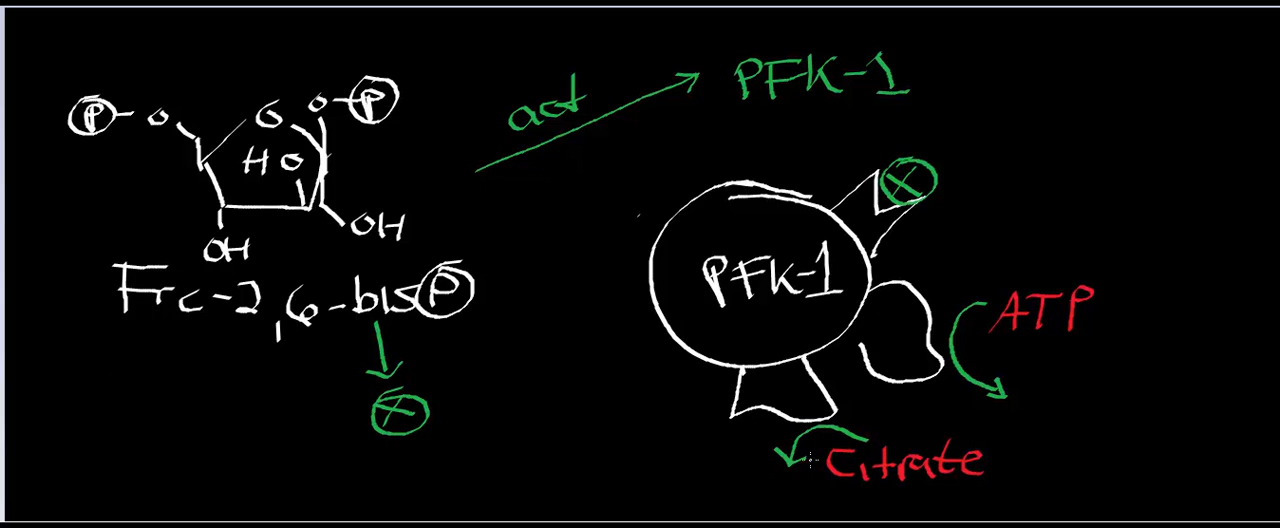 act
PFK-1
P O O O P
HO
OH
OH
Frc-2,6-bisP
PFK-1
ATP
Citrate